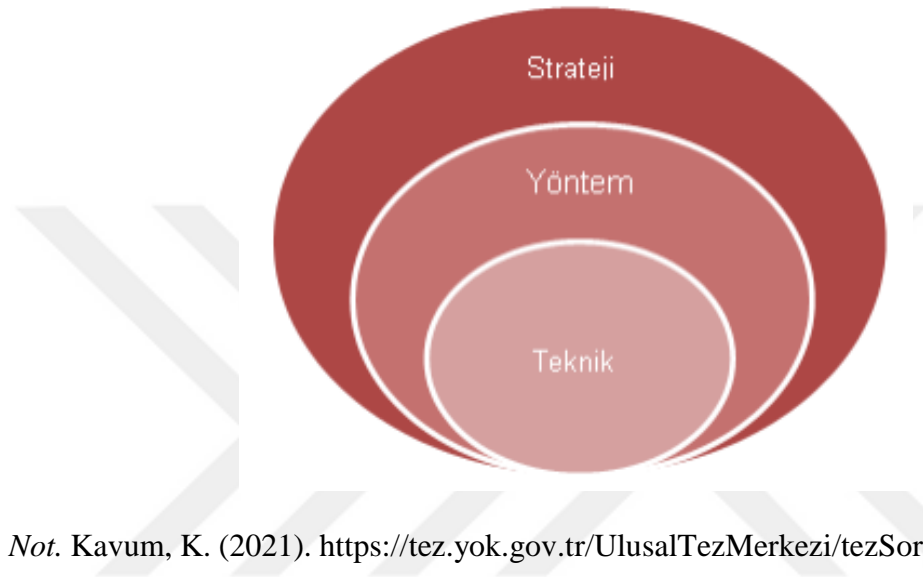 Strateji
Yöntem
Teknik
Not. Kavum, K. (2021). https://tez.yok.gov.tr/UlusalTezMerkezi/tezSor